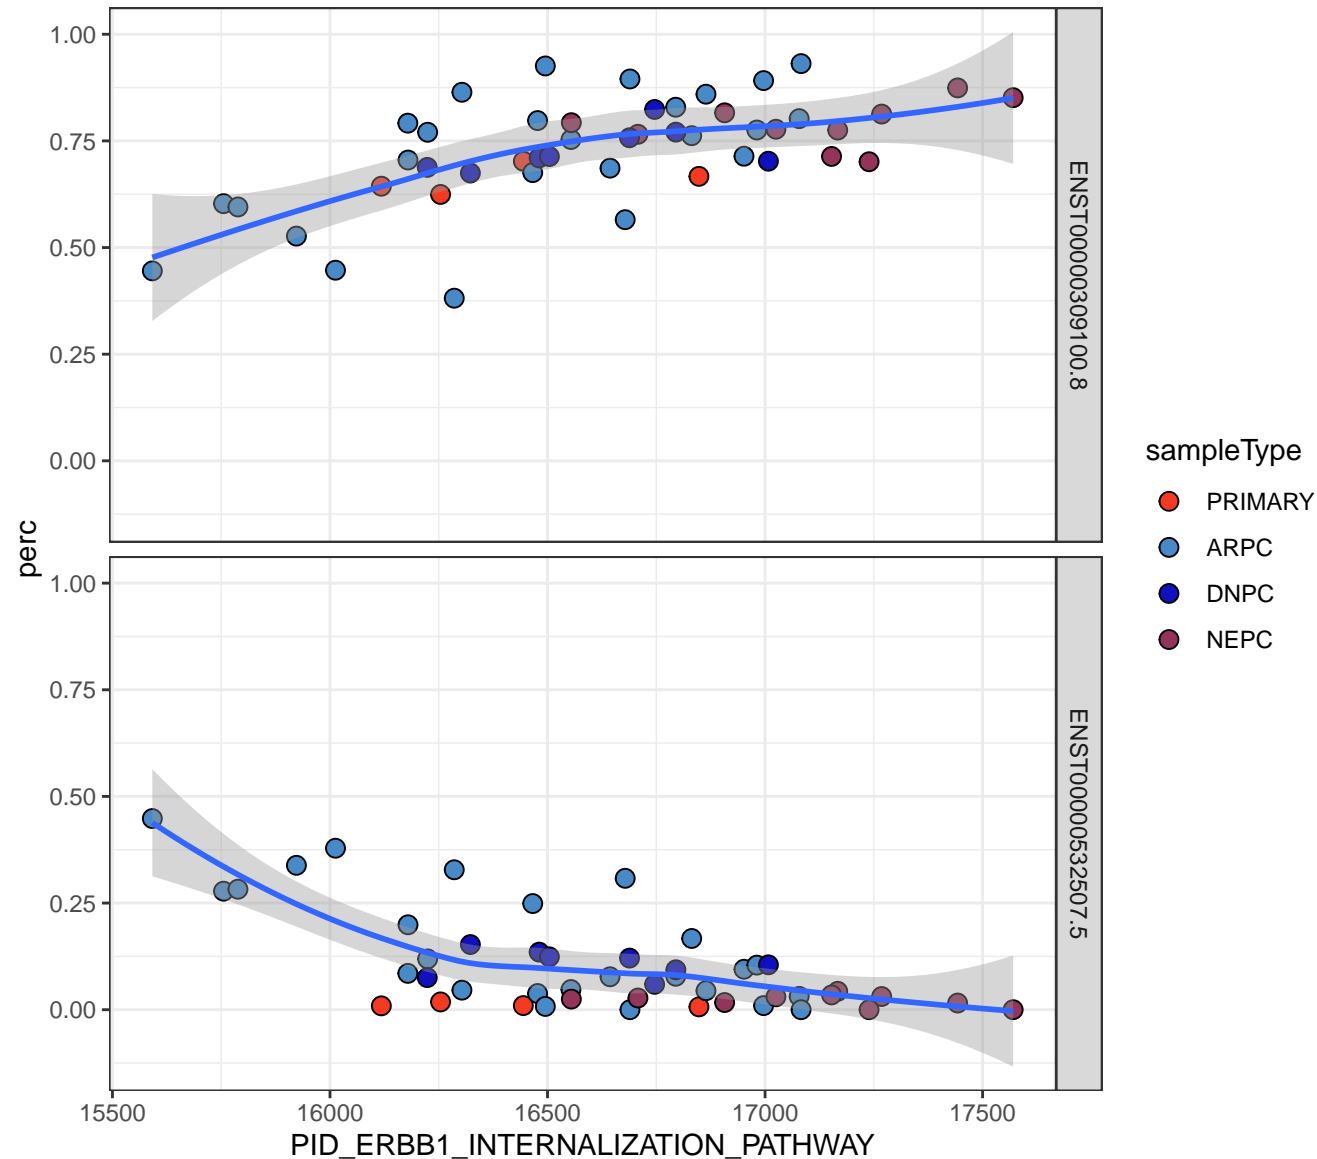 1.00
0.75
0.50
0.25
0.00
ENST00000309100.8
1.00
0.75
0.50
0.25
0.00
ENST00000532507.5
perc
15500
16000
16500
17000
17500
PID_ERBB1_INTERNALIZATION_PATHWAY
sampleType
PRIMARY
ARPC
DNPC
NEPC